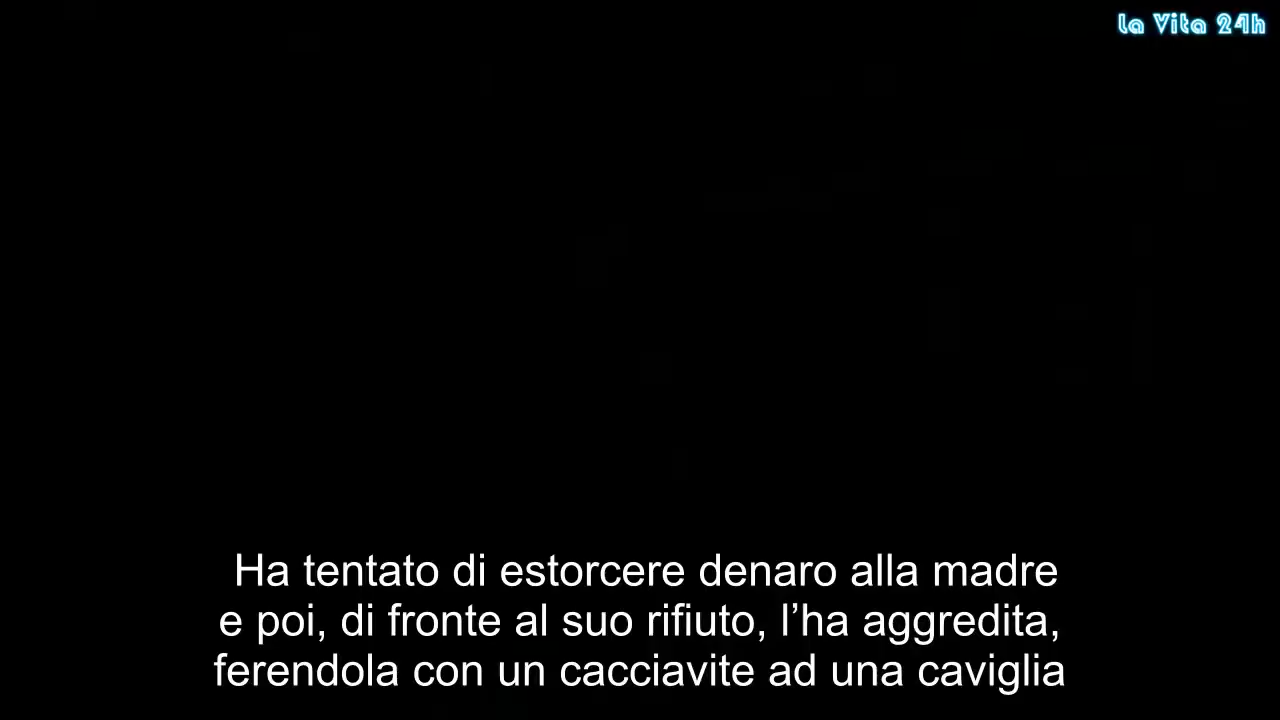 la Vita 24h
Ha tentato di estorcere denaro alla madre
e poi, di fronte al suo rifiuto, l’ha aggredita,
ferendola con un cacciavite ad una caviglia